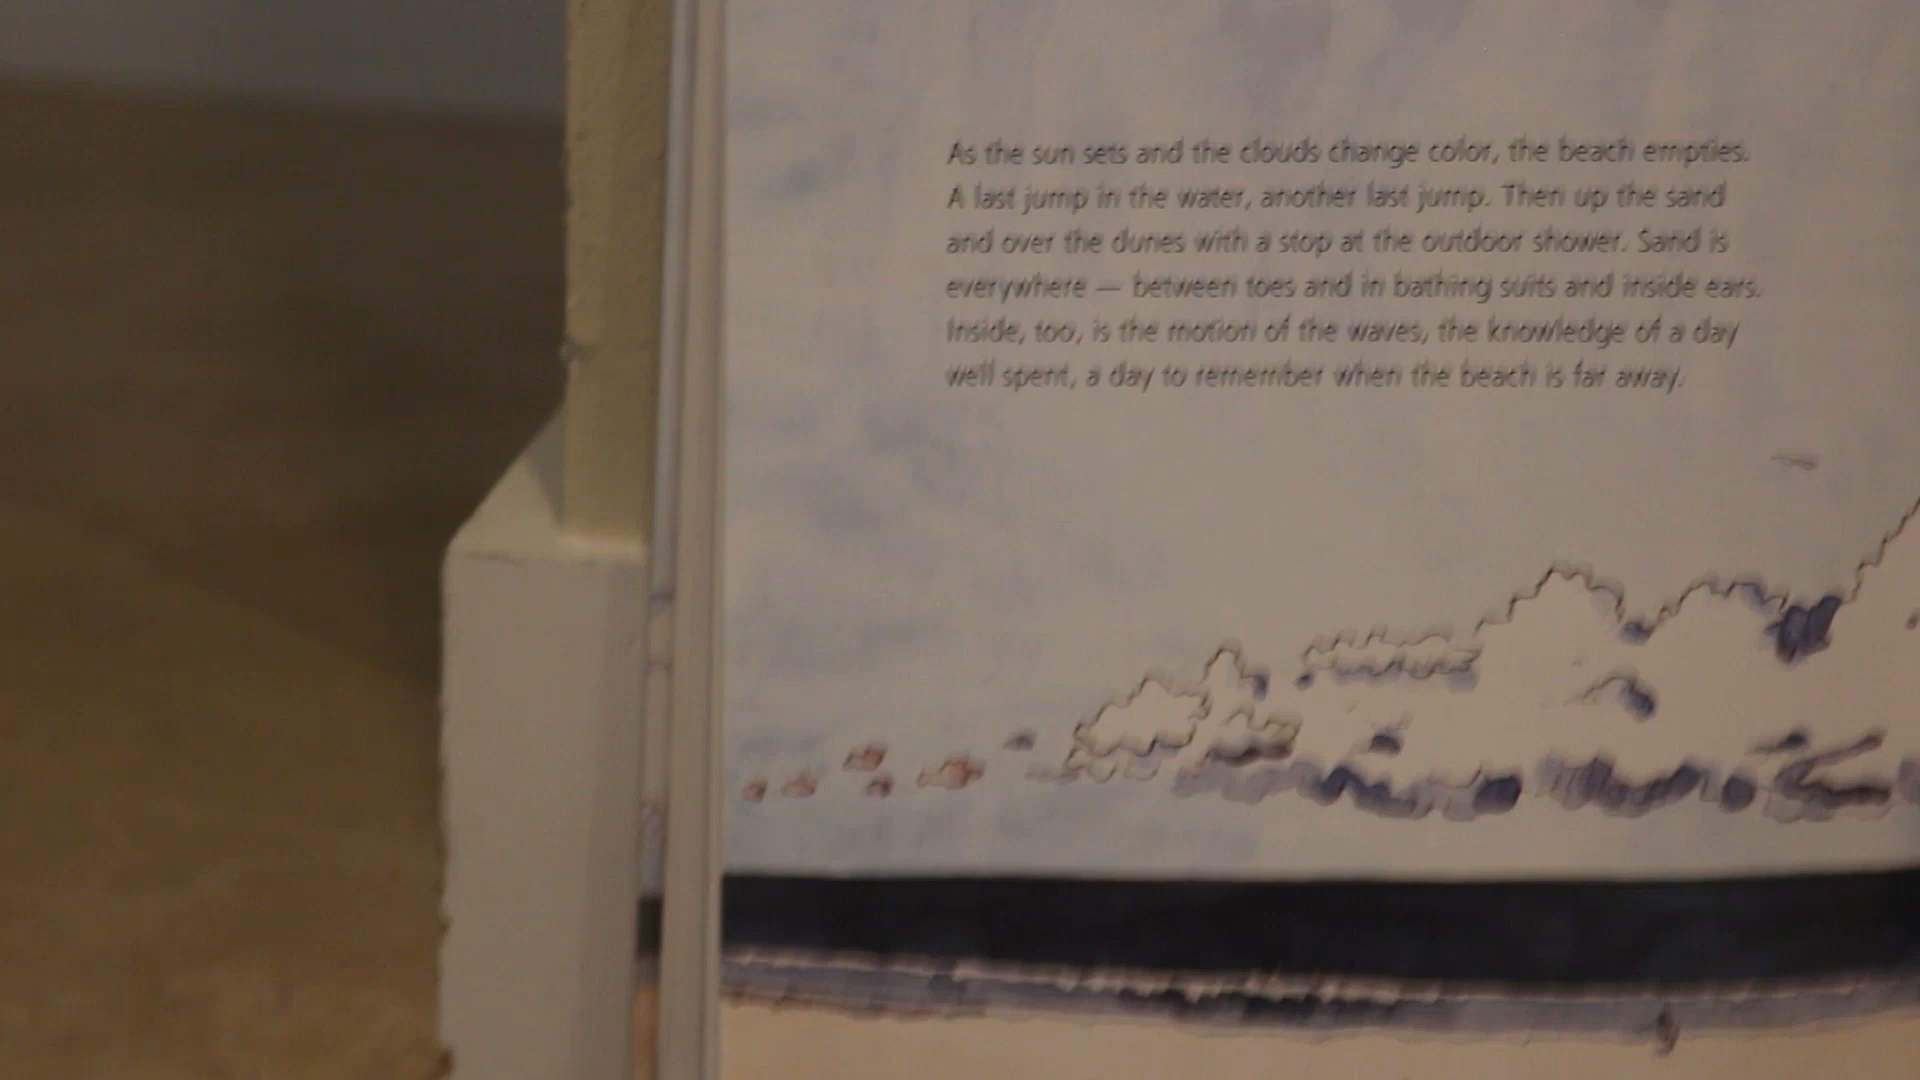 As the sun sets and the clouds change color, the beach empties.
A last jump in the water, another last jump. Then up the sand
and over the dunes with a stop at the outdoor shower. Sand is
everywhere — between toes and in bathing suits and inside ears.
Inside, too, is the motion of the waves, the knowledge of a day
well spent, a day to remember when the beach is far away.